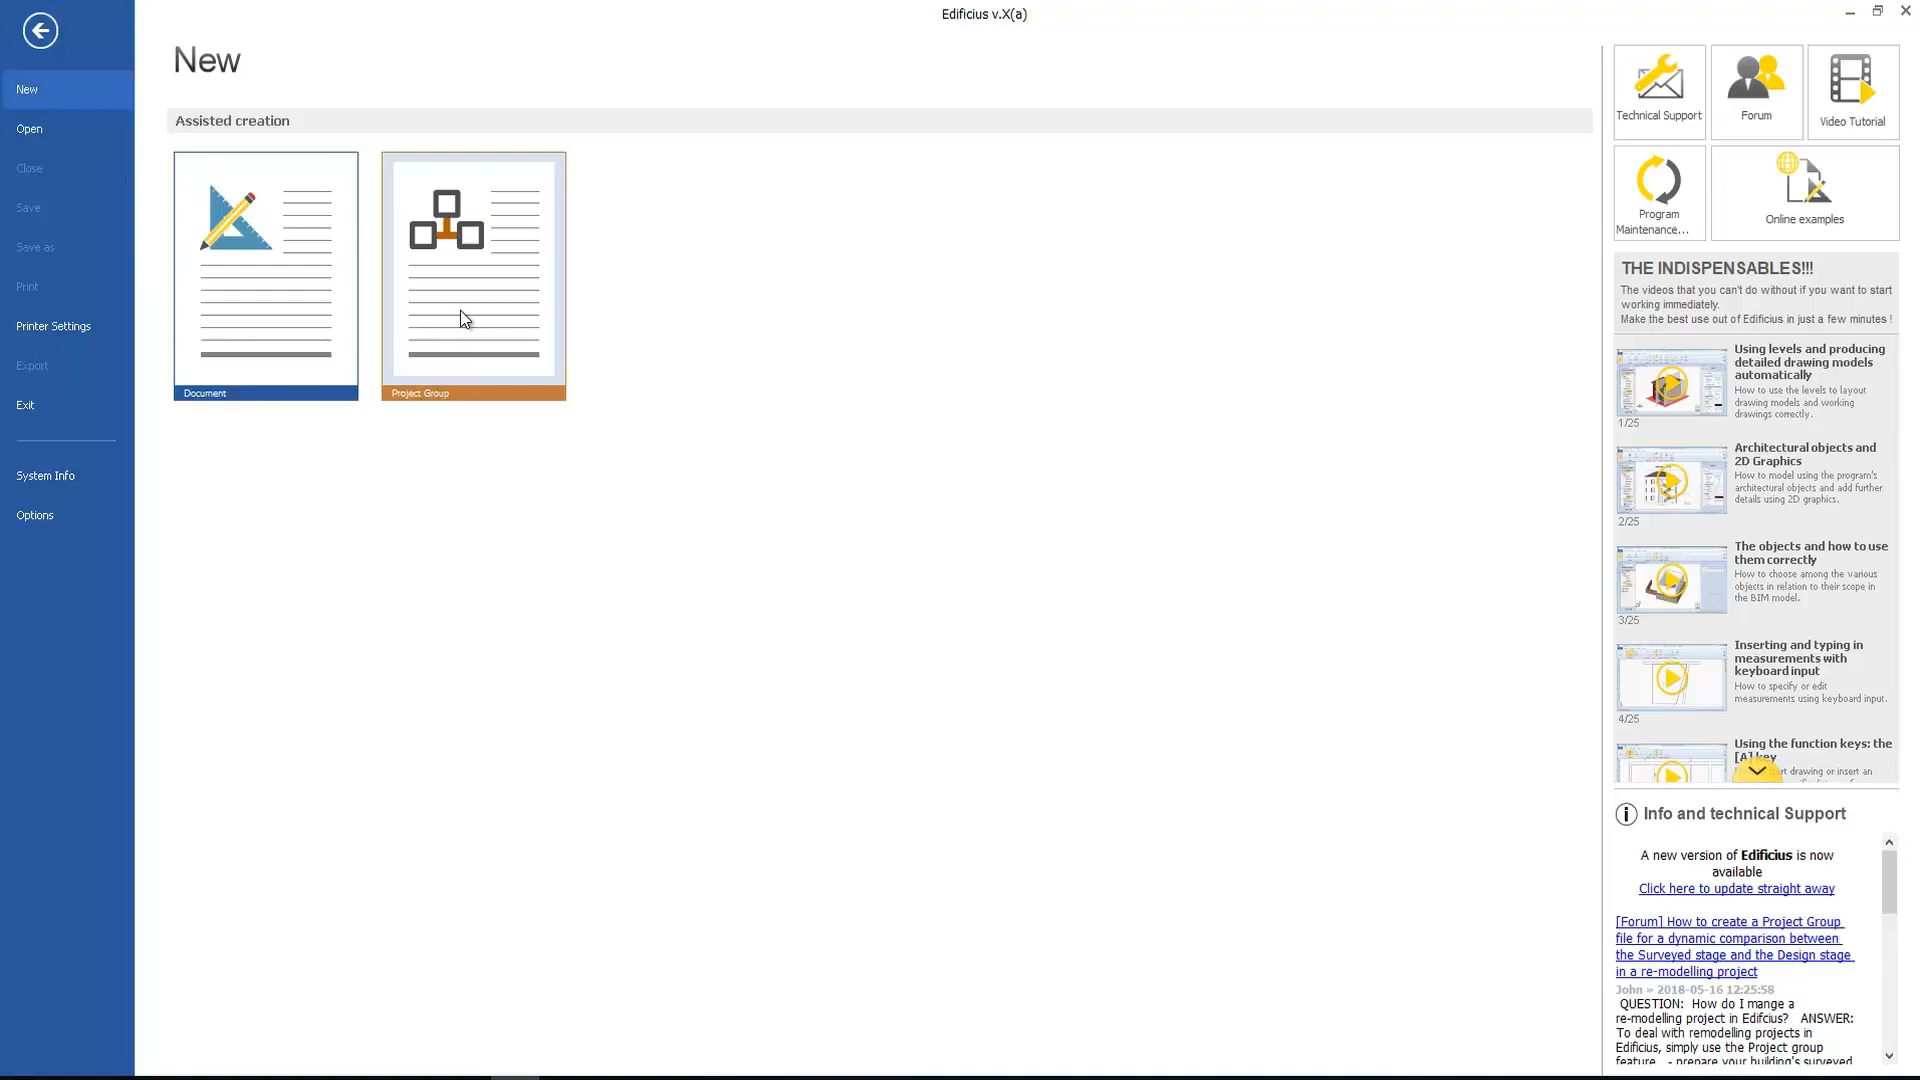 Edificius v.X(a)
New
Open
Close
Save
Save as
Print
Printer Settings
Export
Exit
System Info
Options
New
Assisted creation
Document
Project Group
Technical Support
Forum
Video Tutorial
Program
Maintenance...
Online examples
THE INDISPENSABLES!!!
The videos that you can't do without if you want to start
working immediately.
Make the best use out of Edificius in just a few minutes !
Using levels and producing
detailed drawing models
automatically
How to use the levels to layout
drawing models and working
drawings correctly.
1/25
Architectural objects and
2D Graphics
How to model using the program's
architectural objects and add further
details using 2D graphics.
2/25
The objects and how to use
them correctly
How to choose among the various
objects in relation to their scope in
the BIM model.
3/25
Inserting and typing in
measurements with
keyboard input
How to specify or edit
measurements using keyboard input.
4/25
Using the function keys: the
[A] key
drawing or insert an
Info and technical Support
A new version of Edificius is now
available
Click here to update straight away
[Forum] How to create a Project Group
file for a dynamic comparison between
the Surveyed stage and the Design stage
in a re-modelling project
John » 2018-05-16 12:25:58
QUESTION: How do I mange a
re-modelling project in Edifcius? ANSWER:
To deal with remodelling projects in
Edificius, simply use the Project group
feature. - prepare your building's surveyed